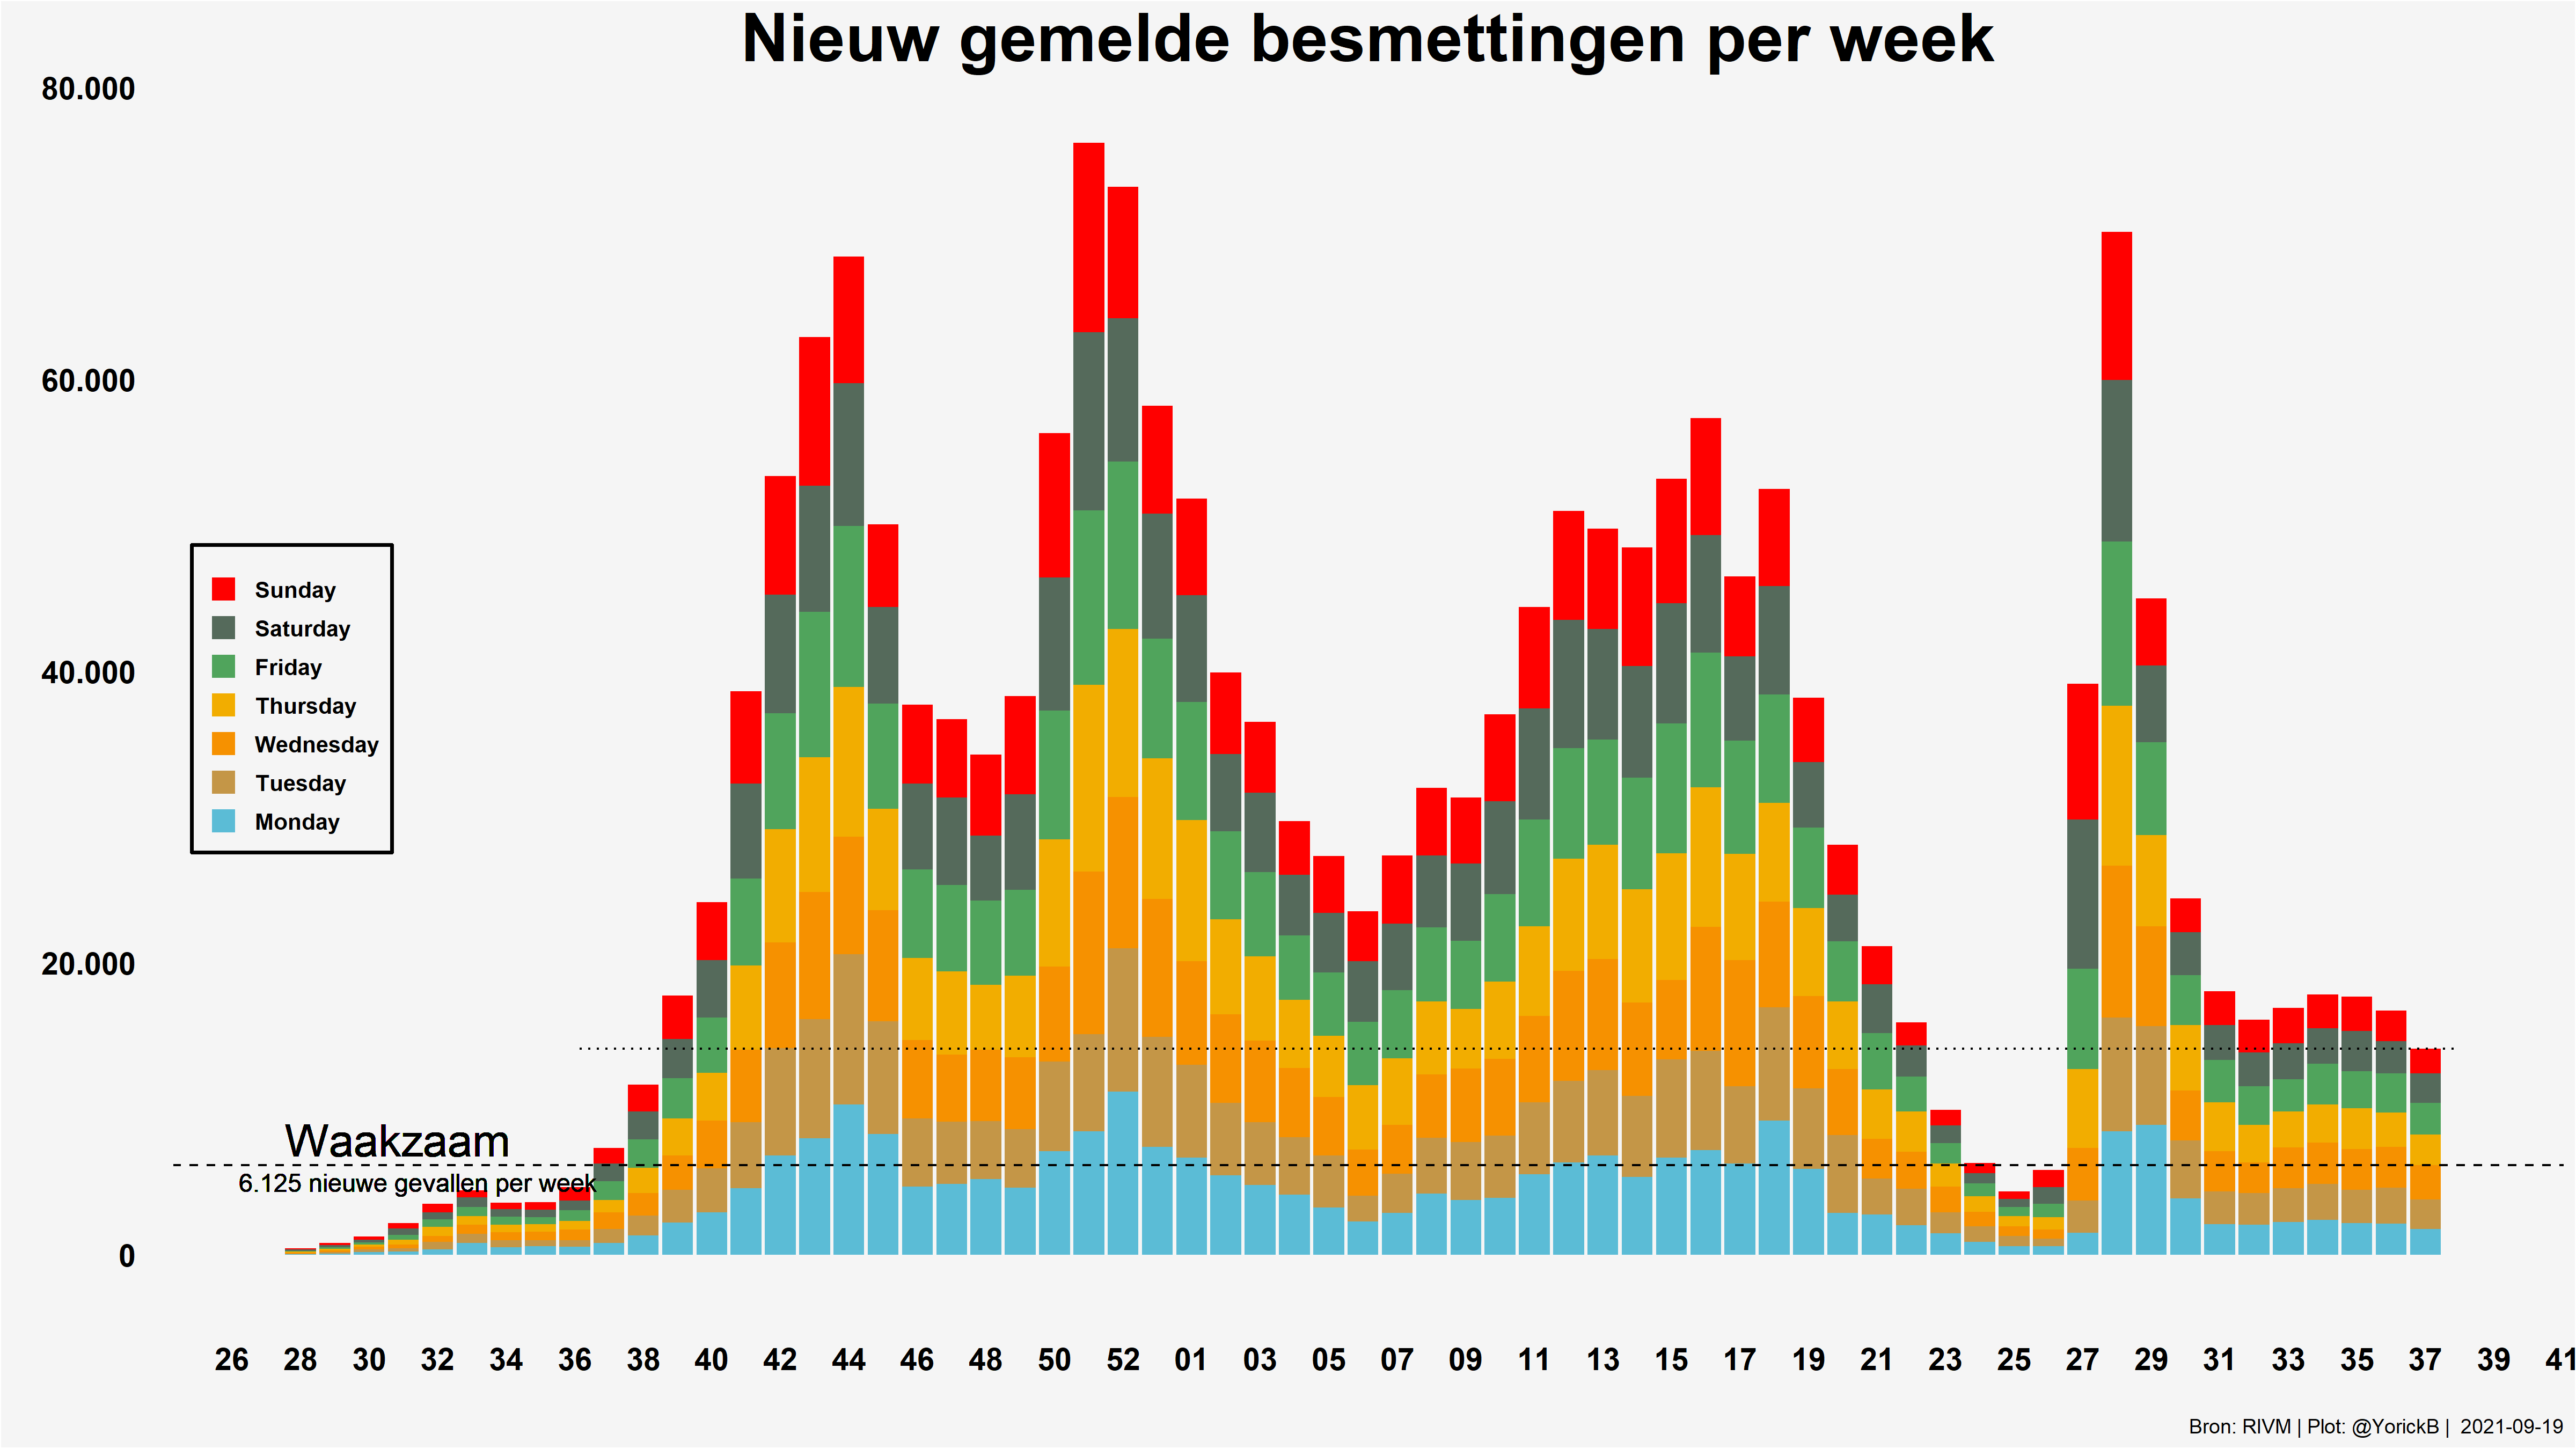 Nieuw gemelde besmettingen per week
80.000
60.000
40.000
20.000
0
Sunday
Saturday
Friday
Thursday
Wednesday
Tuesday
Monday
Waakzaam
6.125 nieuwe gevallen per week
26 28 30 32 34 36 38 40 42 44 46 48 50 52 01 03 05 07 09 11 13 15 17 19 21 23 25 27 29 31 33 35 37 39 41
Bron: RIVM | Plot: @YorickB | 2021-09-19